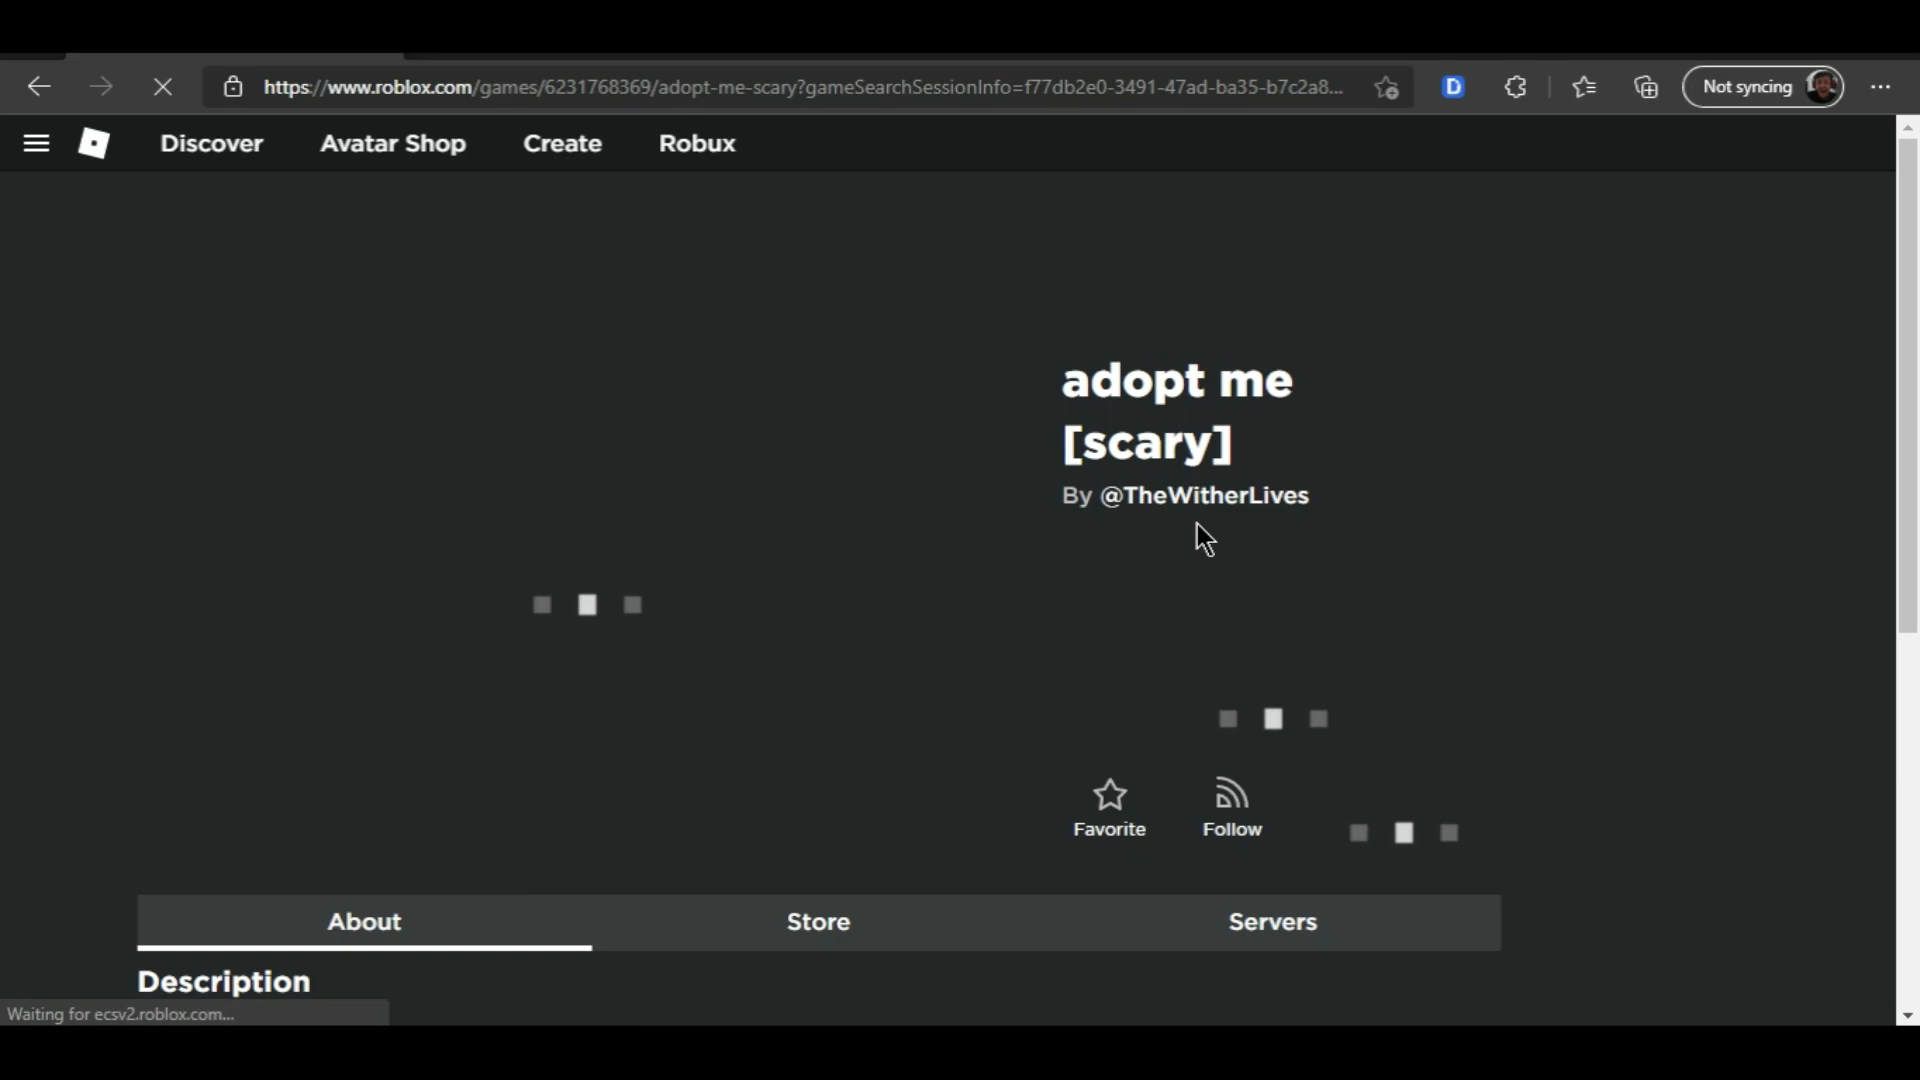 https://www.roblox.com/games/6231768369/adopt-me-scary?gameSearchSessionInfo=f77db2e0-3491-47ad-ba35-b7c2a8...
D
Not syncing
Discover
Avatar Shop
Create
Robux
adopt me
[scary]
By @TheWitherLives
Favorite
Follow
About
Store
Servers
Description
Waiting for ecsv2.roblox.com...